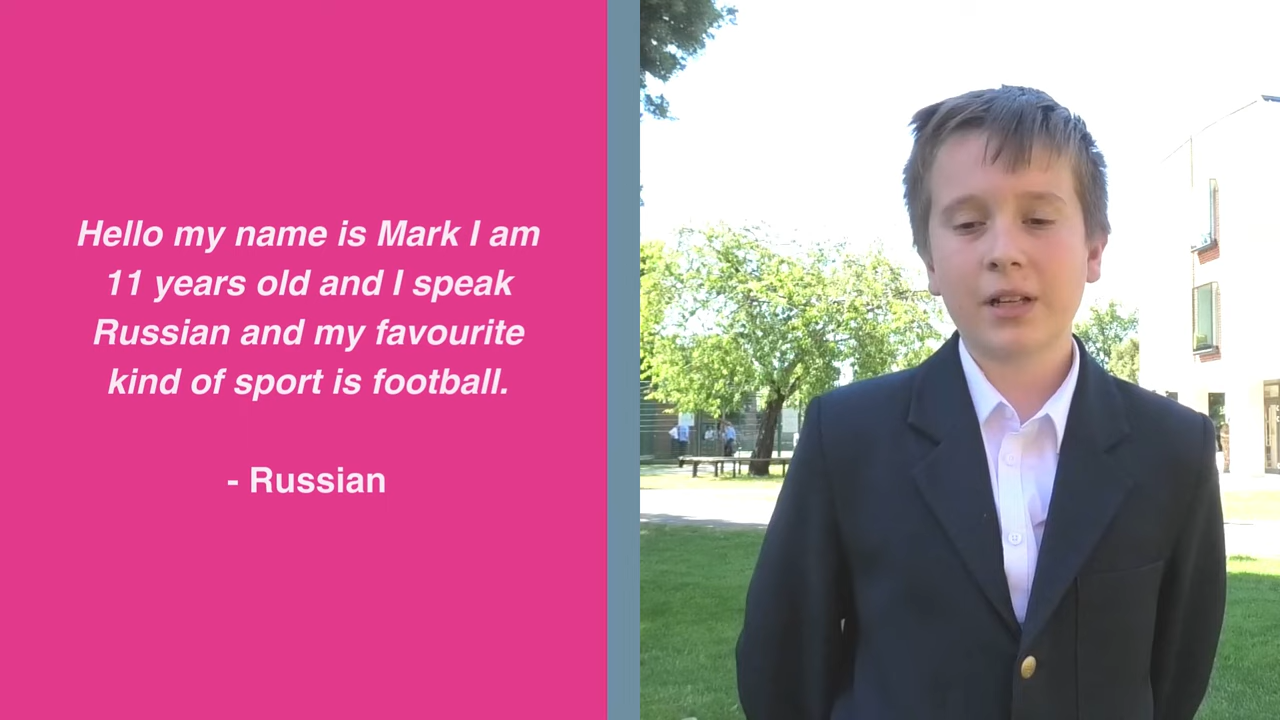 Hello my name is Mark I am
11 years old and I speak
Russian and my favourite
kind of sport is football.
- Russian